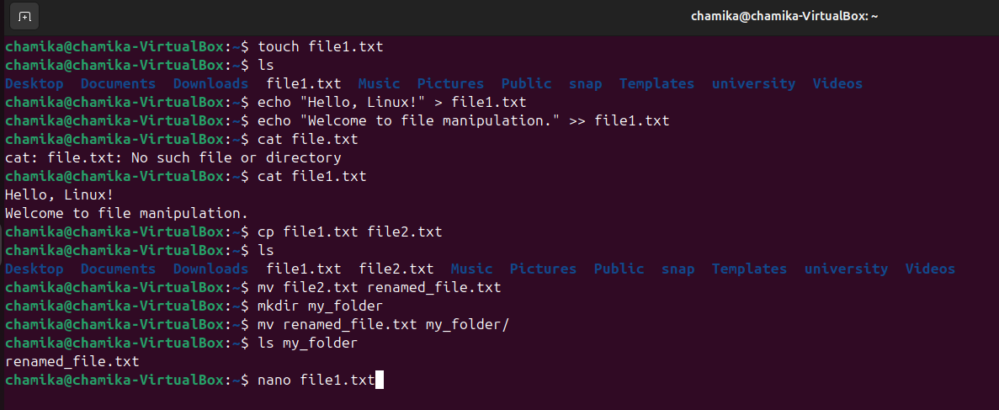 chamika@chamika-VirtualBox: ~
chamika@chamika-VirtualBox:~$ touch file1.txt
chamika@chamika-VirtualBox:~$ ls
Desktop  Documents  Downloads  file1.txt  Music  Pictures  Public  snap  Templates  university  Videos
chamika@chamika-VirtualBox:~$ echo "Hello, Linux!" > file1.txt
chamika@chamika-VirtualBox:~$ echo "Welcome to file manipulation." >> file1.txt
chamika@chamika-VirtualBox:~$ cat file.txt
cat: file.txt: No such file or directory
chamika@chamika-VirtualBox:~$ cat file1.txt
Hello, Linux!
Welcome to file manipulation.
chamika@chamika-VirtualBox:~$ cp file1.txt file2.txt
chamika@chamika-VirtualBox:~$ ls
Desktop  Documents  Downloads  file1.txt  file2.txt  Music  Pictures  Public  snap  Templates  university  Videos
chamika@chamika-VirtualBox:~$ mv file2.txt renamed_file.txt
chamika@chamika-VirtualBox:~$ mkdir my_folder
chamika@chamika-VirtualBox:~$ mv renamed_file.txt my_folder/
chamika@chamika-VirtualBox:~$ ls my_folder
renamed_file.txt
chamika@chamika-VirtualBox:~$ nano file1.txt